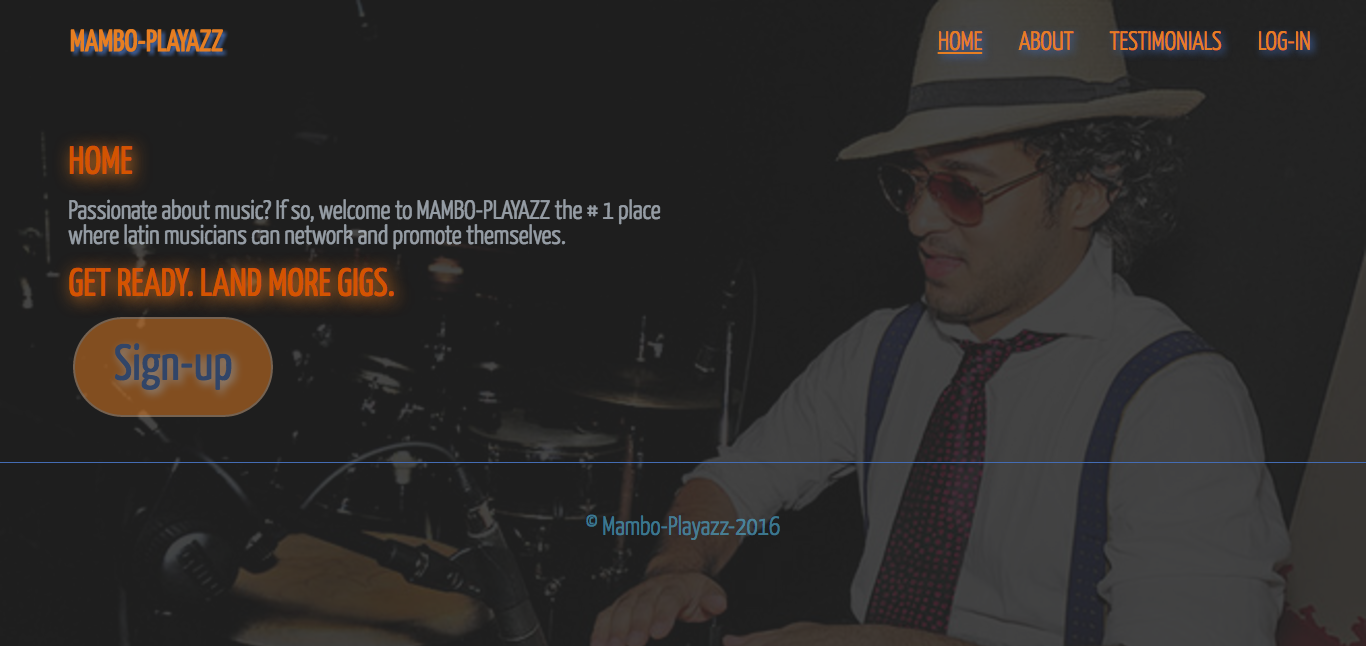 MAMBO-PLAYAZZ
HOME ABOUT TESTIMONIALS LOG-IN
HOME
Passionate about music? If so, welcome to MAMBO-PLAYAZZ the # 1 place
where latin musicians can network and promote themselves.
GET READY. LAND MORE GIGS.
Sign-up
© Mambo-Playazz-2016